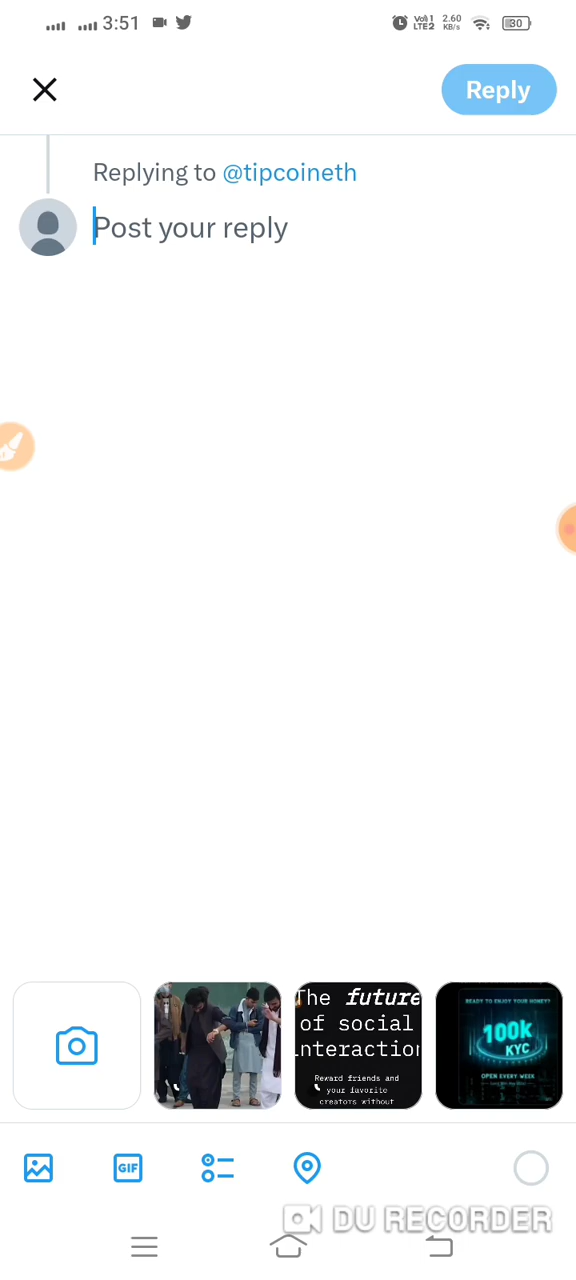 3:51 Vol 1 LTE2 2.60 KB/s 30
Reply
Replying to @tipcoineth
Post your reply
The future
of social
nteraction
Reward friends and
your favorite
creators without
READY TO ENJOY YOUR HONEY?
100k
KYC
OPEN EVERY WEEK
GIF
DU RECORDER